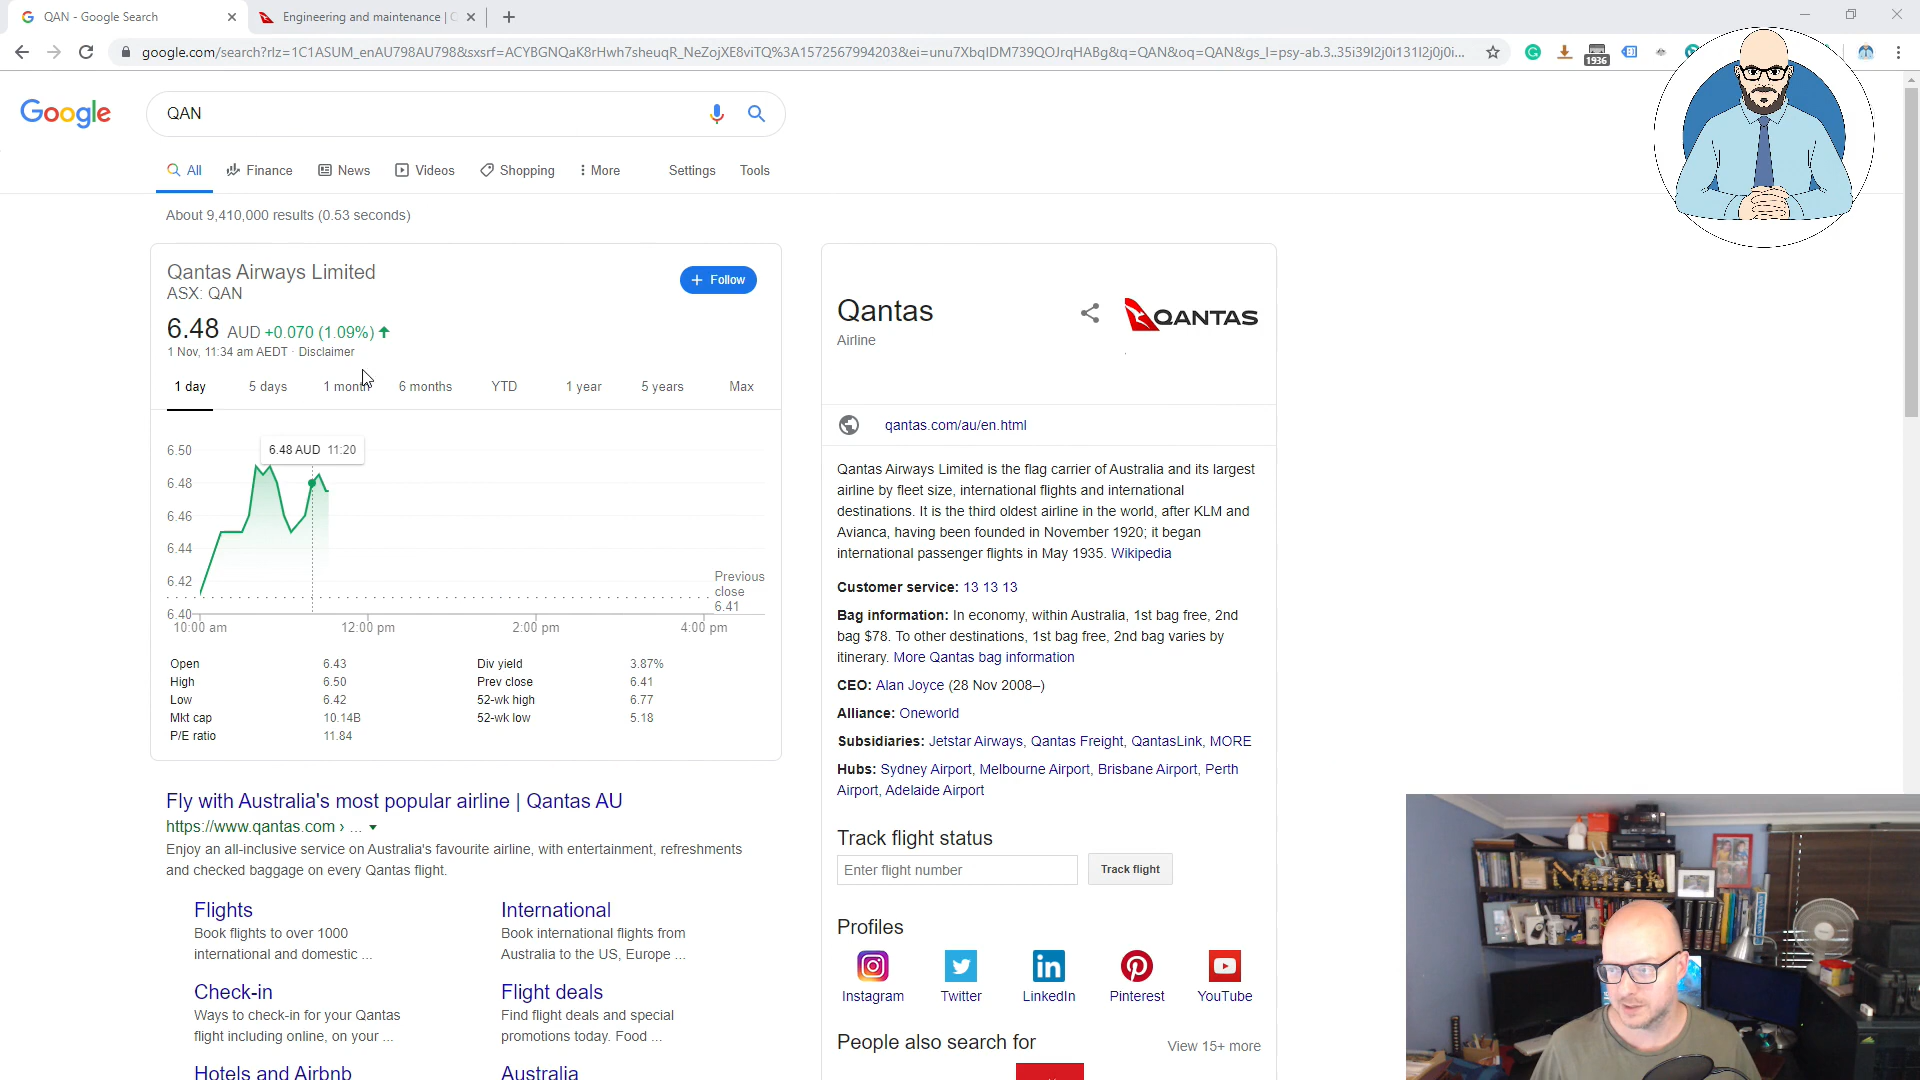 QAN - Google Search
Engineering and maintenance | Q
google.com/search?rlz=1C1ASUM_enAU798AU798&sxsrf=ACYBGNQaK8rHwh7sheuqR_NeZojXE8viTQ%3A1572567994203&ei=unu7XbqIDM739QOJrqHABg&q=QAN&oq=QAN&gs_l=psy-ab.3..35i39l2j0i131l2j0j0i...
1936
Google
QAN
All
Finance
News
Videos
Shopping
More
Settings
Tools
About 9,410,000 results (0.53 seconds)
Qantas Airways Limited
ASX: QAN
+ Follow
6.48 AUD +0.070 (1.09%)
1 Nov, 11:34 am AEDT · Disclaimer
1 day
5 days
1 month
6 months
YTD
1 year
5 years
Max
6.48 AUD 11:20
6.50
6.48
6.46
6.44
6.42
6.40
Previous
close
6.41
10:00 am
12:00 pm
2:00 pm
4:00 pm
Open 6.43 Div yield 3.87%
High 6.50 Prev close 6.41
Low 6.42 52-wk high 6.77
Mkt cap 10.14B 52-wk low 5.18
P/E ratio 11.84
Fly with Australia's most popular airline | Qantas AU
https://www.qantas.com › ...
Enjoy an all-inclusive service on Australia's favourite airline, with entertainment, refreshments
and checked baggage on every Qantas flight.
Flights
Book flights to over 1000
international and domestic ...
International
Book international flights from
Australia to the US, Europe ...
Check-in
Ways to check-in for your Qantas
flight including online, on your ...
Flight deals
Find flight deals and special
promotions today. Food ...
Hotels and Airbnb
Australia
Qantas
Airline
QANTAS
qantas.com/au/en.html
Qantas Airways Limited is the flag carrier of Australia and its largest
airline by fleet size, international flights and international
destinations. It is the third oldest airline in the world, after KLM and
Avianca, having been founded in November 1920; it began
international passenger flights in May 1935. Wikipedia
Customer service: 13 13 13
Bag information: In economy, within Australia, 1st bag free, 2nd
bag $78. To other destinations, 1st bag free, 2nd bag varies by
itinerary. More Qantas bag information
CEO: Alan Joyce (28 Nov 2008–)
Alliance: Oneworld
Subsidiaries: Jetstar Airways, Qantas Freight, QantasLink, MORE
Hubs: Sydney Airport, Melbourne Airport, Brisbane Airport, Perth
Airport, Adelaide Airport
Track flight status
Enter flight number
Track flight
Profiles
Instagram
Twitter
LinkedIn
Pinterest
YouTube
People also search for
View 15+ more